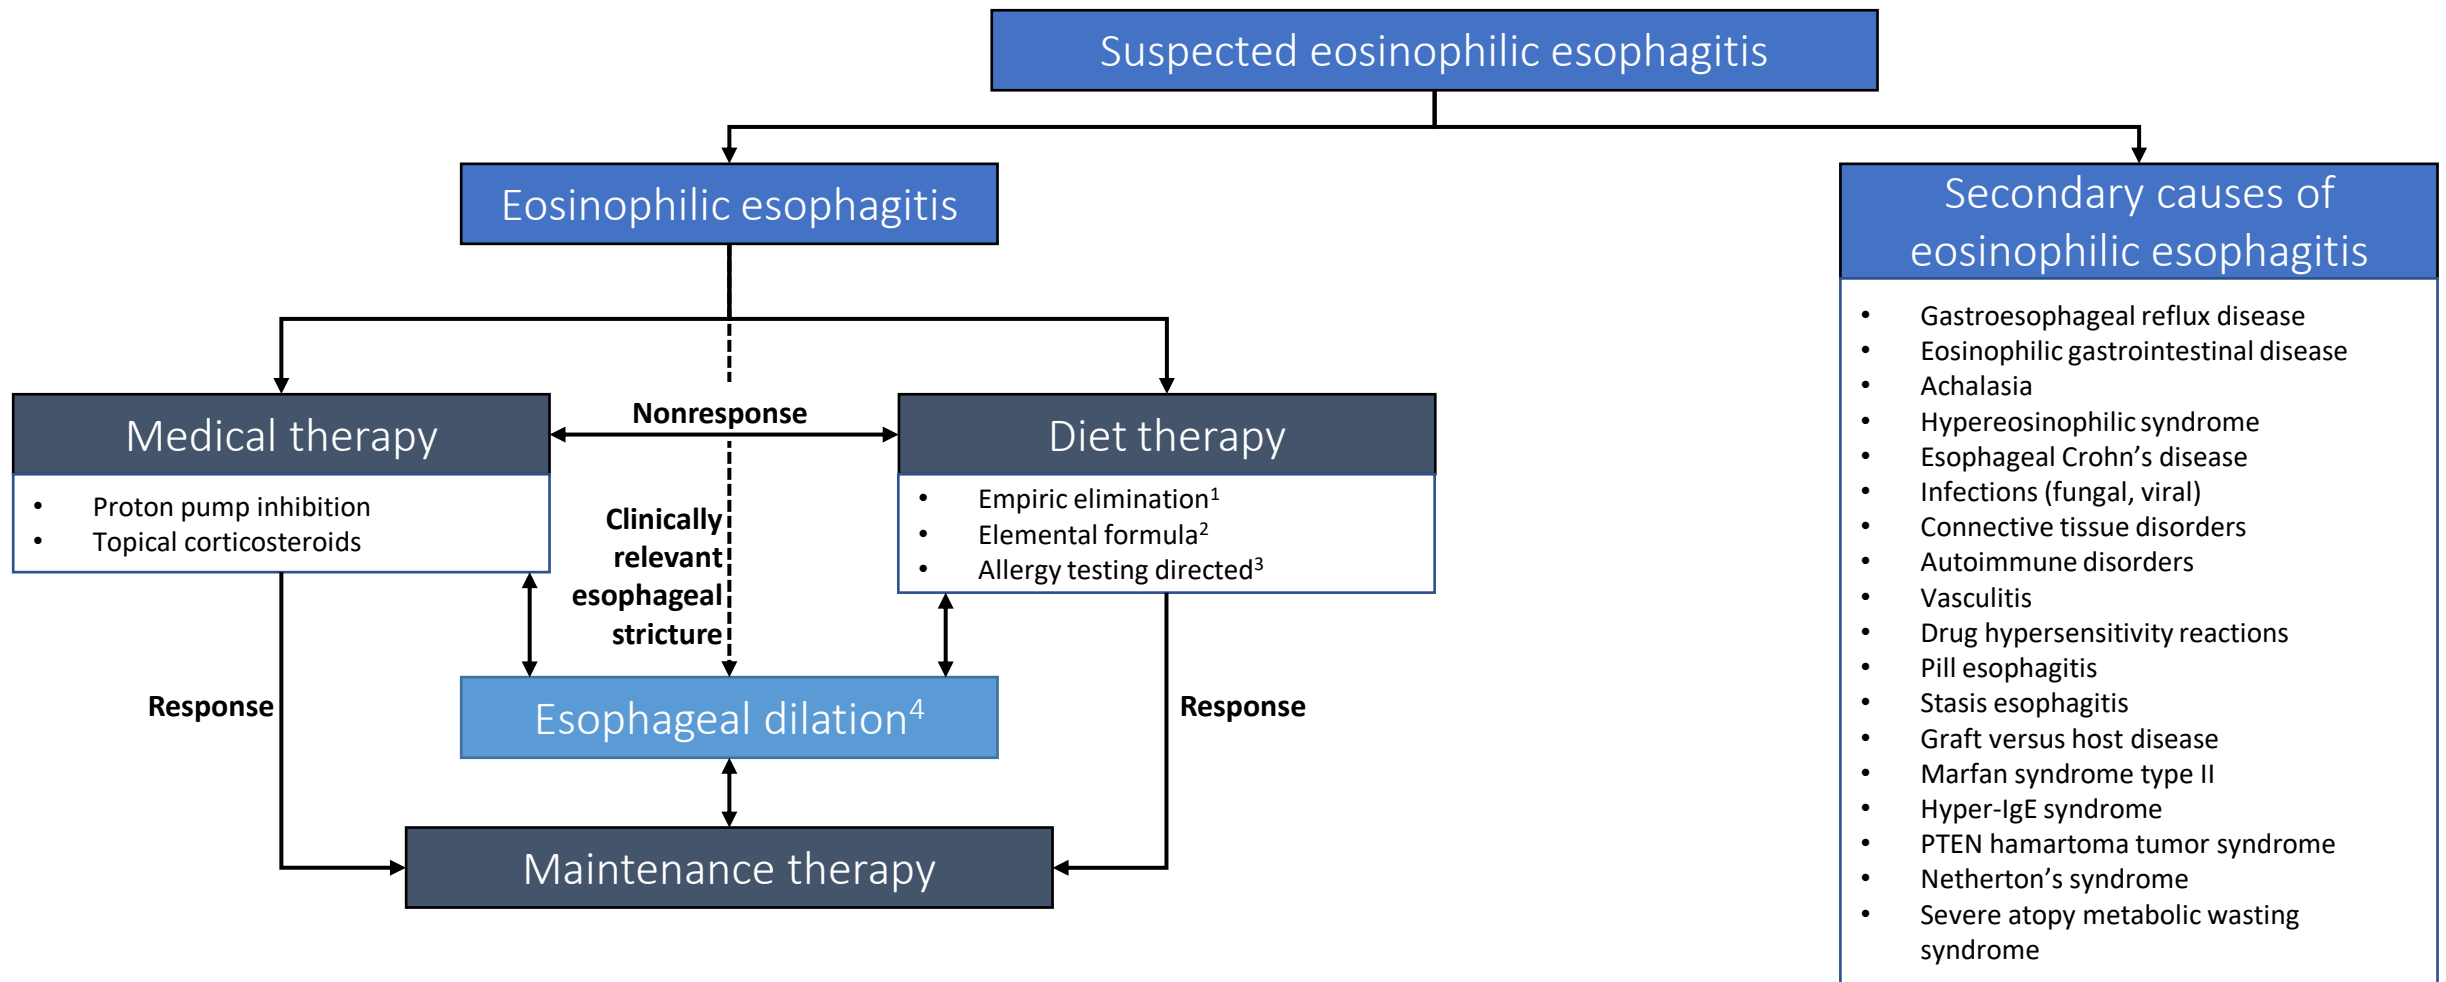 Suspected eosinophilic esophagitis
Eosinophilic esophagitis
Secondary causes of
eosinophilic esophagitis
Medical therapy
• Proton pump inhibition
• Topical corticosteroids
Nonresponse
Diet therapy
• Empiric elimination¹
• Elemental formula²
• Allergy testing directed³
Clinically
relevant
esophageal
stricture
Response
Esophageal dilation⁴
Response
Maintenance therapy
• Gastroesophageal reflux disease
• Eosinophilic gastrointestinal disease
• Achalasia
• Hypereosinophilic syndrome
• Esophageal Crohn’s disease
• Infections (fungal, viral)
• Connective tissue disorders
• Autoimmune disorders
• Vasculitis
• Drug hypersensitivity reactions
• Pill esophagitis
• Stasis esophagitis
• Graft versus host disease
• Marfan syndrome type II
• Hyper-IgE syndrome
• PTEN hamartoma tumor syndrome
• Netherton’s syndrome
• Severe atopy metabolic wasting
syndrome